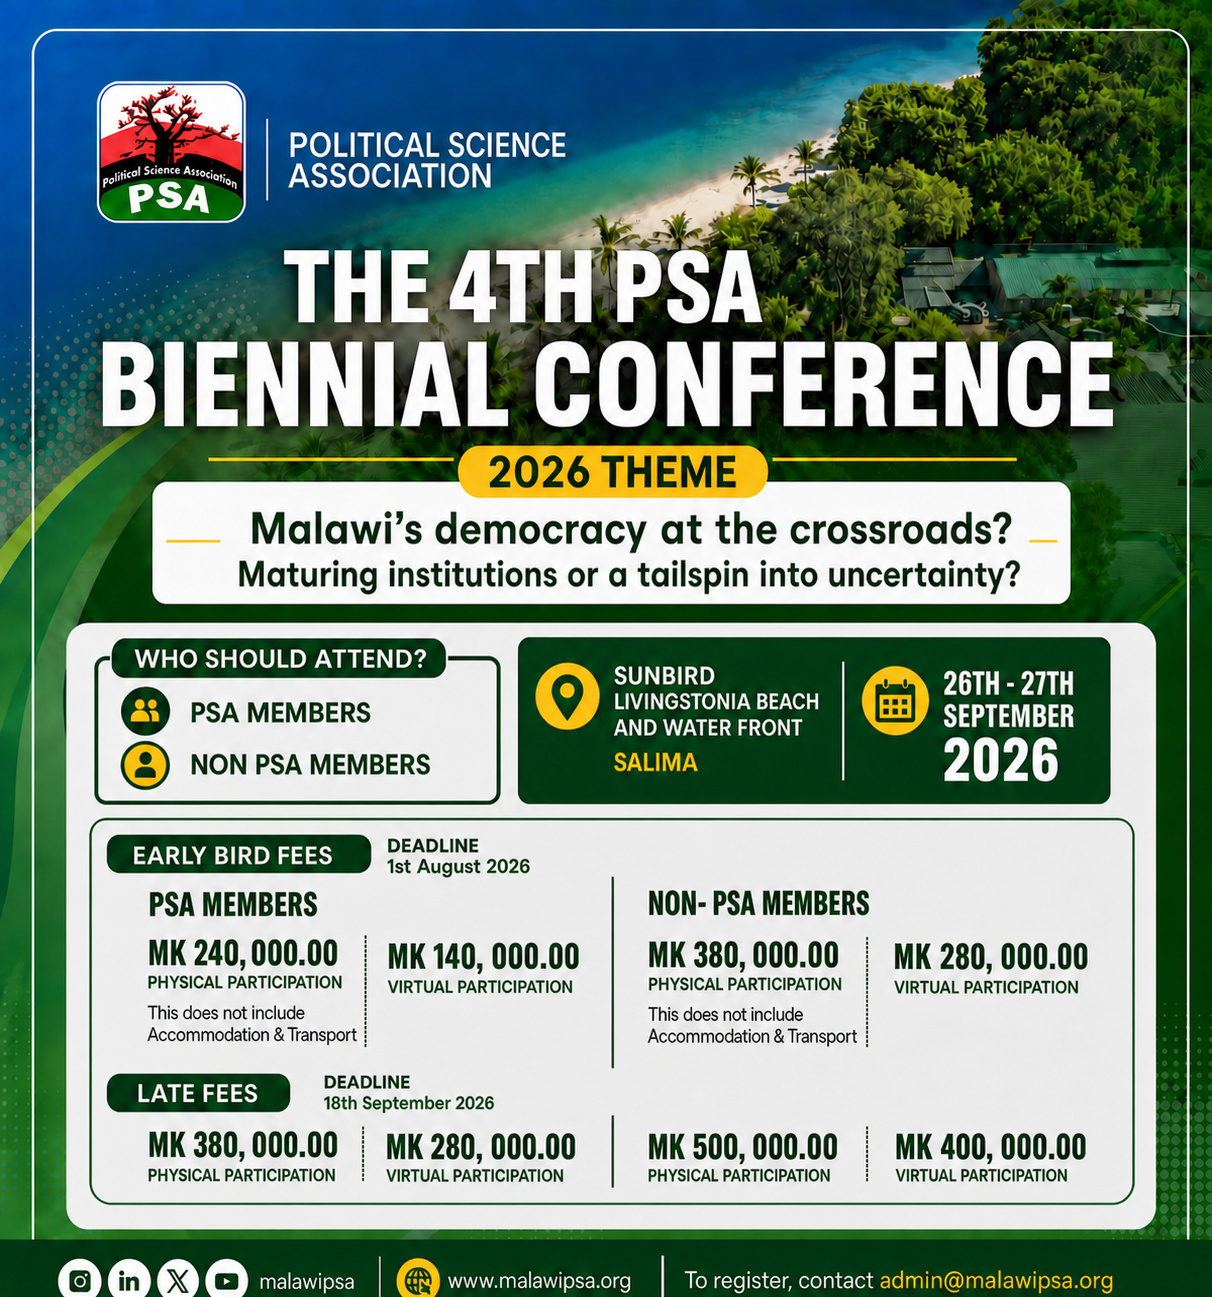 Political Science Association
PSA
POLITICAL SCIENCE
ASSOCIATION
THE 4TH PSA
BIENNIAL CONFERENCE
2026 THEME
Malawi's democracy at the crossroads?
Maturing institutions or a tailspin into uncertainty?
WHO SHOULD ATTEND?
PSA MEMBERS
NON PSA MEMBERS
SUNBIRD
LIVINGSTONIA BEACH
AND WATER FRONT
SALIMA
26TH - 27TH
SEPTEMBER
2026
EARLY BIRD FEES
DEADLINE
1st August 2026
PSA MEMBERS
MK 240, 000.00
PHYSICAL PARTICIPATION
This does not include
Accommodation & Transport
MK 140, 000.00
VIRTUAL PARTICIPATION
NON- PSA MEMBERS
MK 380, 000.00
PHYSICAL PARTICIPATION
This does not include
Accommodation & Transport
MK 280, 000.00
VIRTUAL PARTICIPATION
LATE FEES
DEADLINE
18th September 2026
MK 380, 000.00
PHYSICAL PARTICIPATION
MK 280, 000.00
VIRTUAL PARTICIPATION
MK 500, 000.00
PHYSICAL PARTICIPATION
MK 400, 000.00
VIRTUAL PARTICIPATION
malawipsa
www.malawipsa.org
To register, contact admin@malawipsa.org